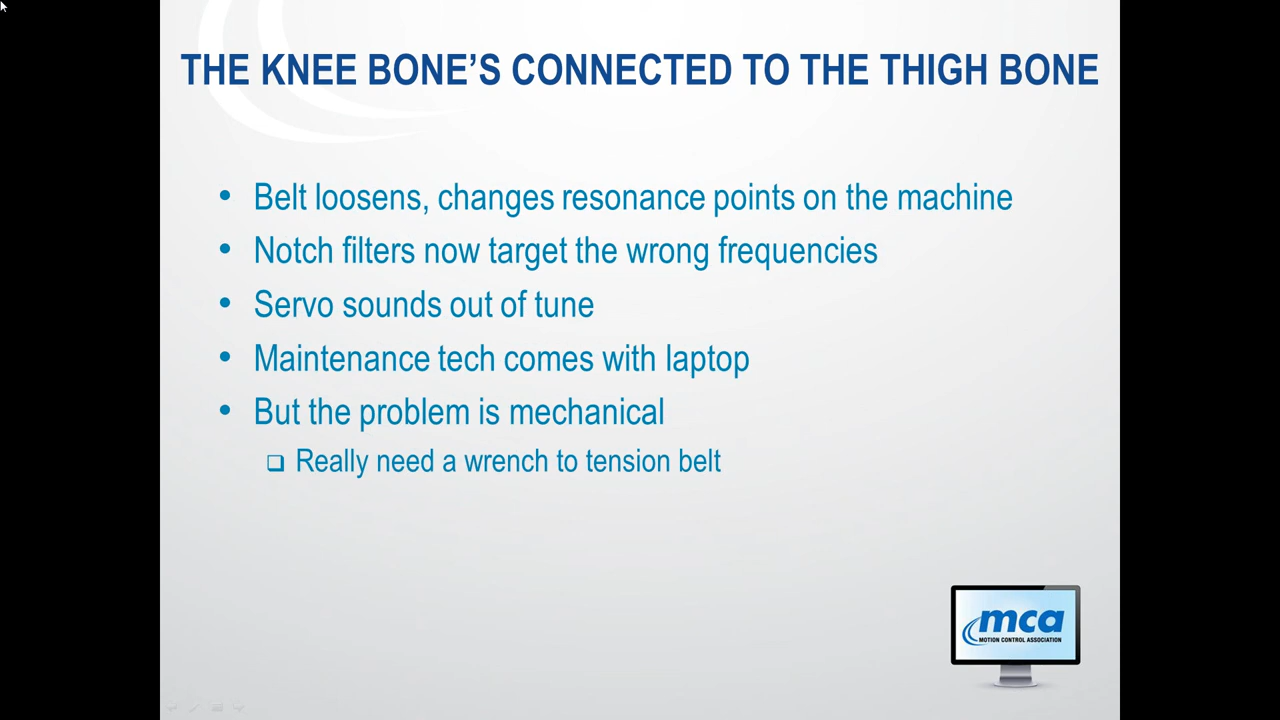 THE KNEE BONE’S CONNECTED TO THE THIGH BONE
• Belt loosens, changes resonance points on the machine
• Notch filters now target the wrong frequencies
• Servo sounds out of tune
• Maintenance tech comes with laptop
• But the problem is mechanical
❑ Really need a wrench to tension belt
mca
MOTION CONTROL ASSOCIATION